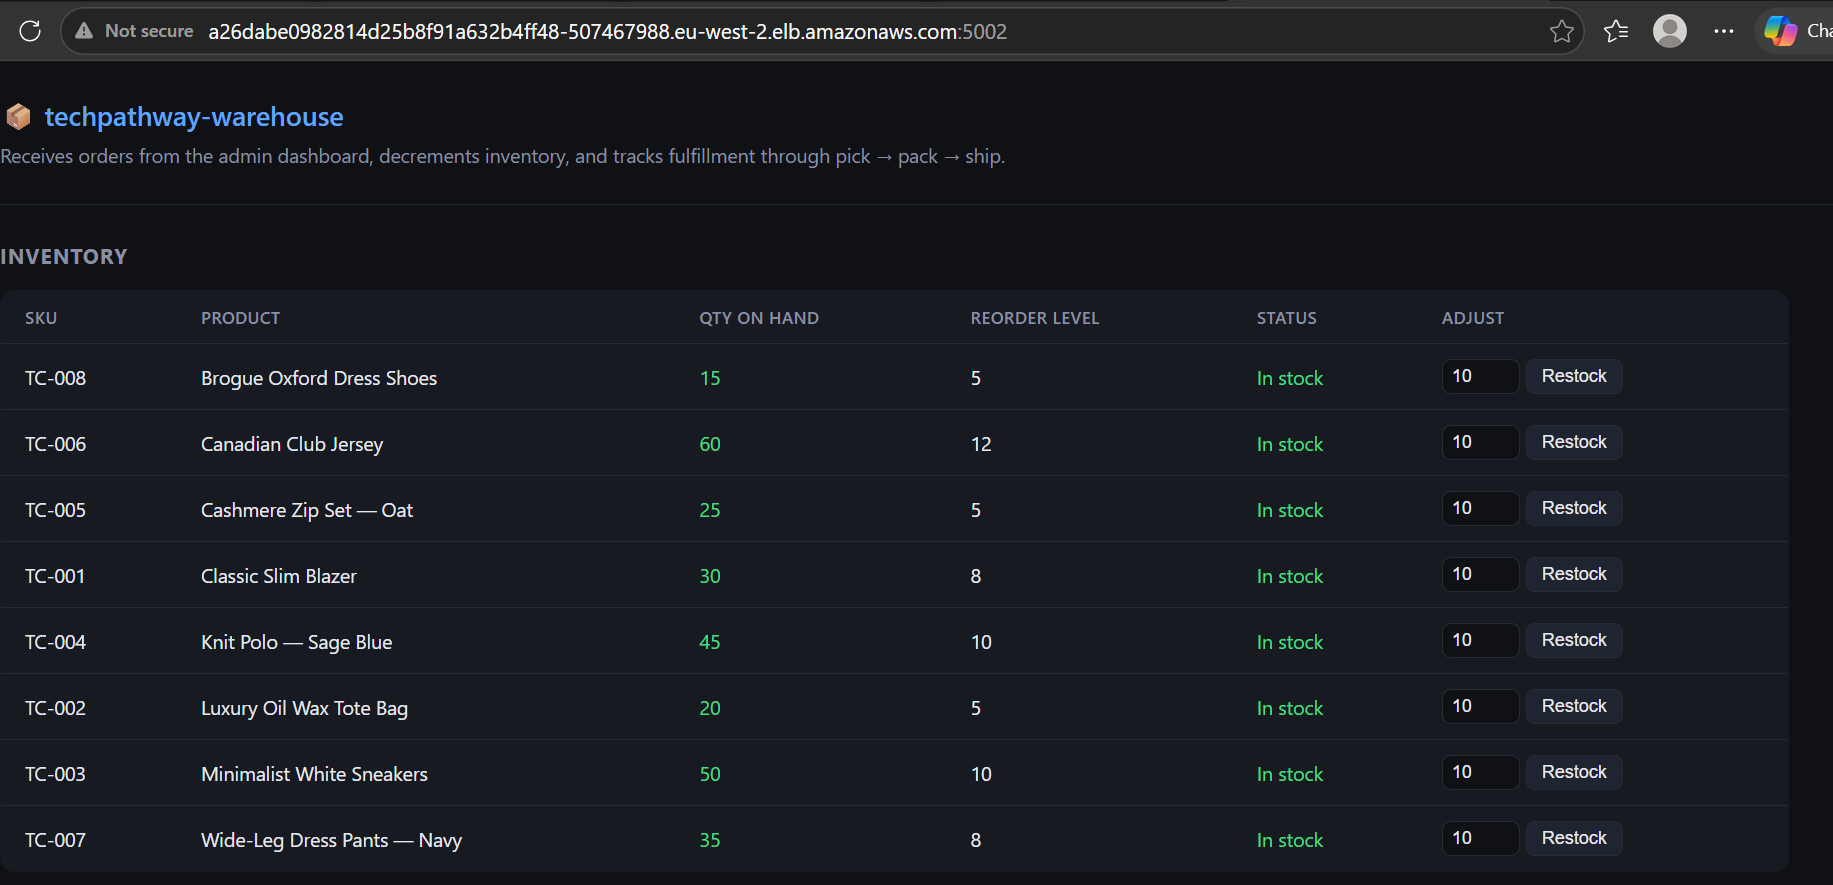 Not secure a26dabe0982814d25b8f91a632b4ff48-507467988.eu-west-2.elb.amazonaws.com:5002
techpathway-warehouse
Receives orders from the admin dashboard, decrements inventory, and tracks fulfillment through pick → pack → ship.
INVENTORY
SKU PRODUCT QTY ON HAND REORDER LEVEL STATUS ADJUST
TC-008 Brogue Oxford Dress Shoes 15 5 In stock 10 Restock
TC-006 Canadian Club Jersey 60 12 In stock 10 Restock
TC-005 Cashmere Zip Set — Oat 25 5 In stock 10 Restock
TC-001 Classic Slim Blazer 30 8 In stock 10 Restock
TC-004 Knit Polo — Sage Blue 45 10 In stock 10 Restock
TC-002 Luxury Oil Wax Tote Bag 20 5 In stock 10 Restock
TC-003 Minimalist White Sneakers 50 10 In stock 10 Restock
TC-007 Wide-Leg Dress Pants — Navy 35 8 In stock 10 Restock